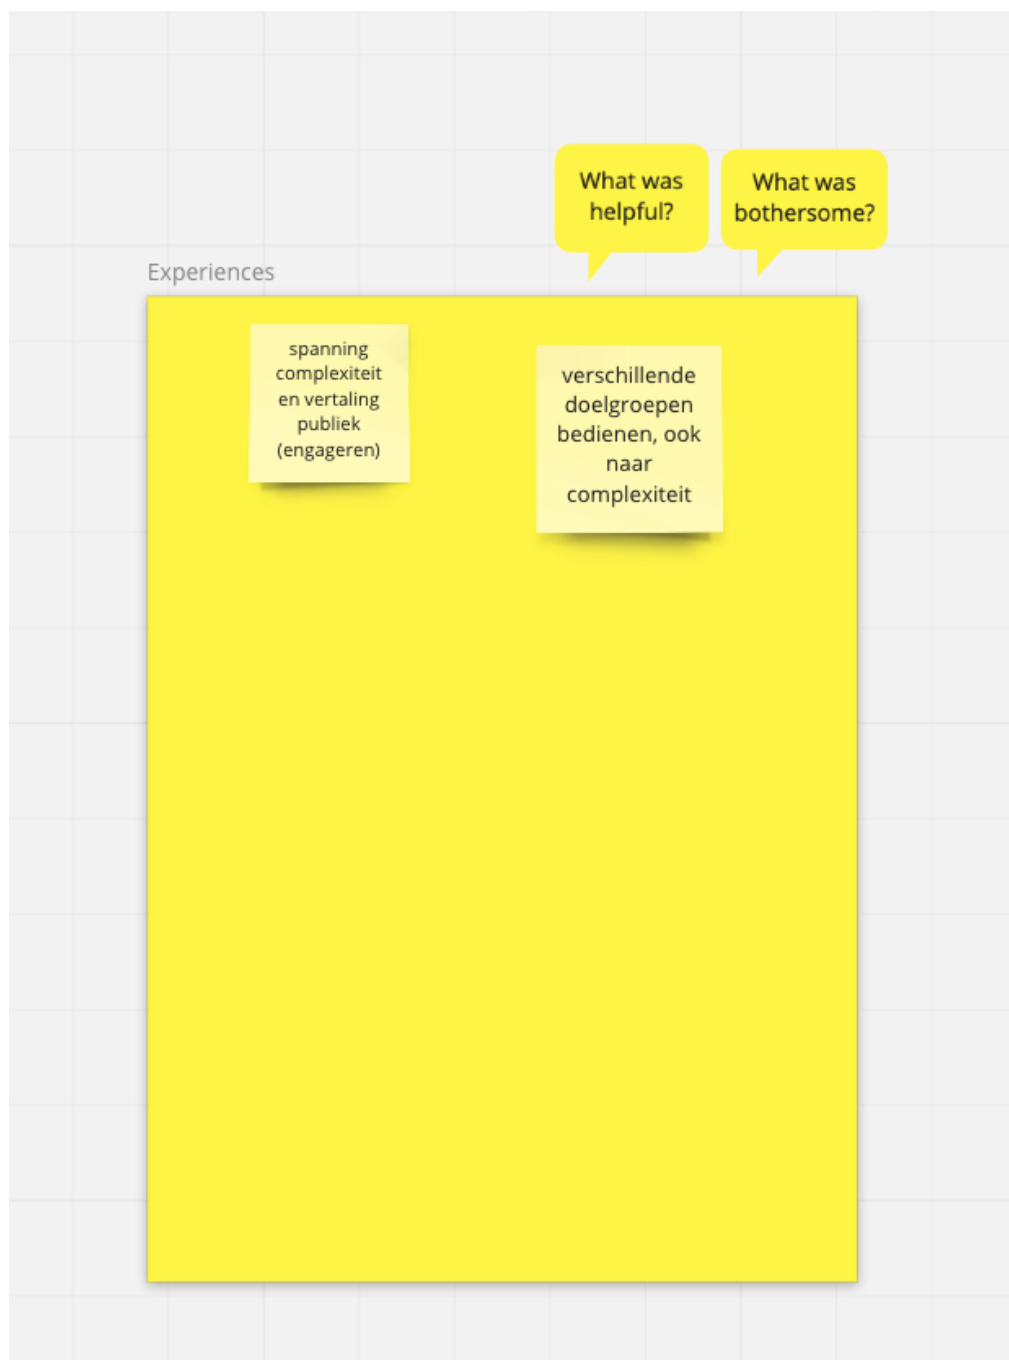 What was
helpful?
What was
bothersome?
Experiences
spanning
complexiteit
en vertaling
publiek
(engageren)
verschillende
doelgroepen
bedienen, ook
naar
complexiteit